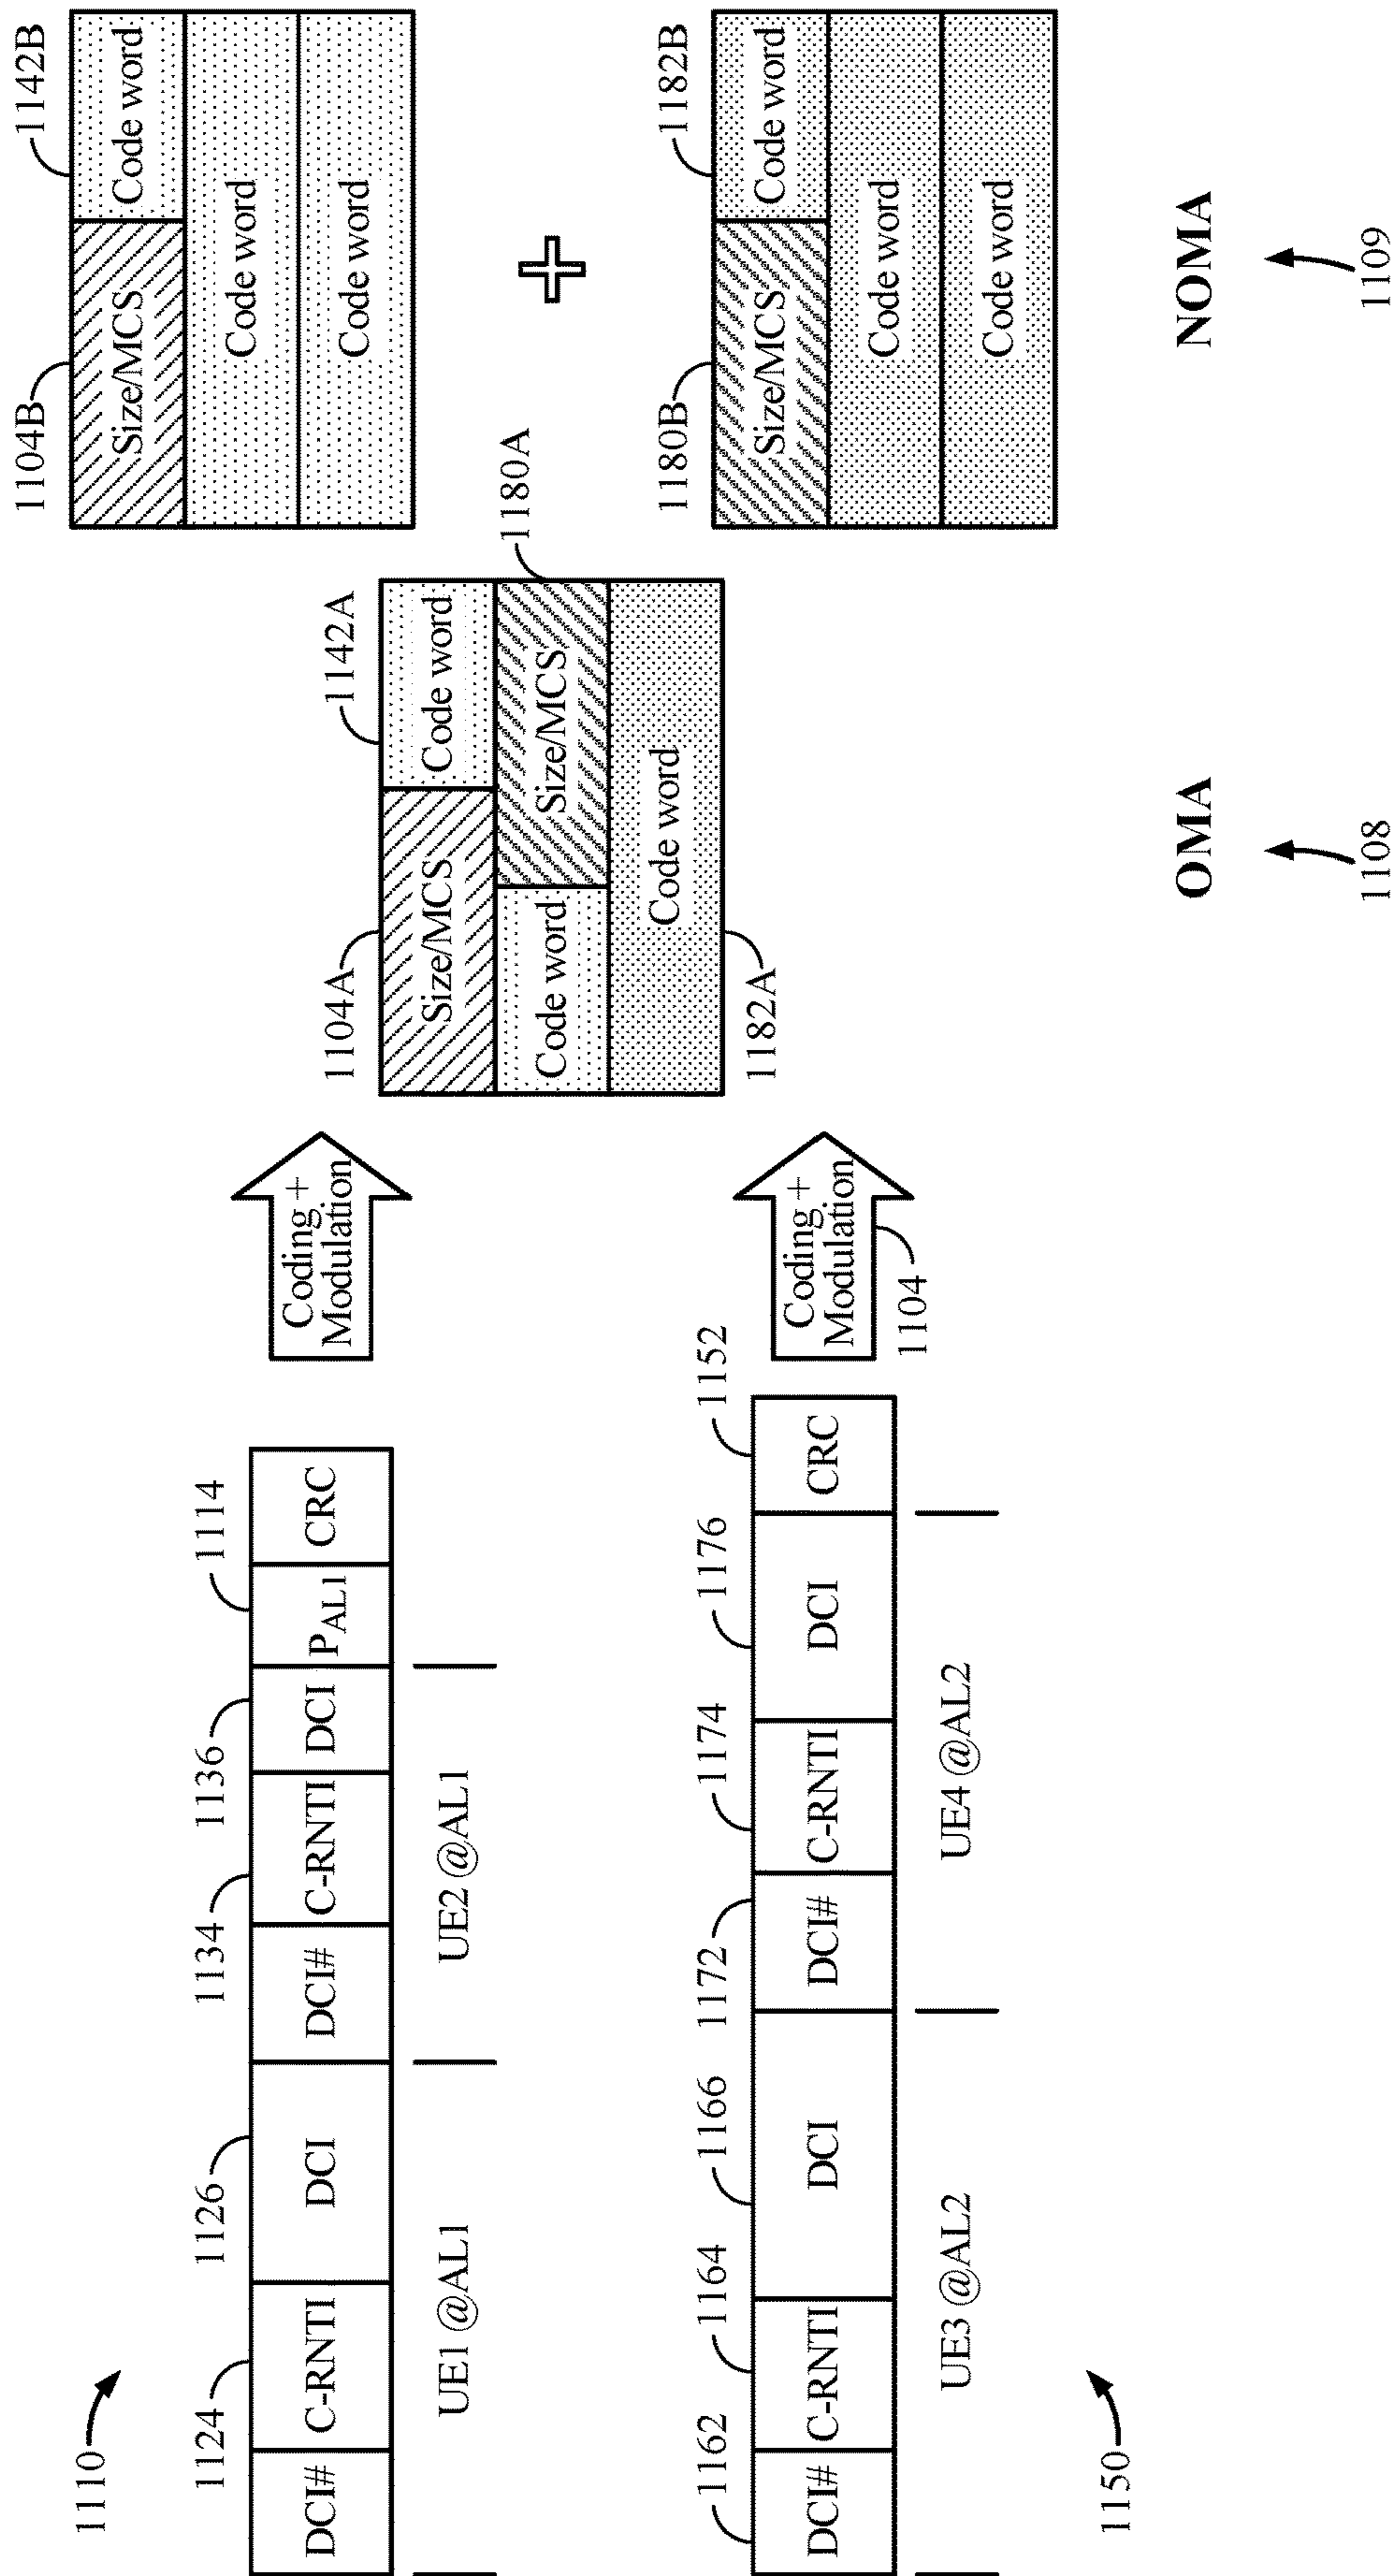 1110
1124
1126
1134
1136
1114
DCI# C-RNTI DCI DCI# C-RNTI DCI PAL1 CRC
UE1 @AL1 UE2 @AL1
Coding +
Modulation
1162
1164
1166
1172
1174
1176
1152
DCI# C-RNTI DCI DCI# C-RNTI DCI CRC
UE3 @AL2 UE4 @AL2
1150
Coding +
Modulation
1104
1104A
1142A
Size/MCS Code word
Code word Size/MCS
Code word
1180A
1182A
OMA
1108
1104B
1142B
Size/MCS Code word
Code word
Code word
1180B
1182B
Size/MCS Code word
Code word
Code word
NOMA
1109